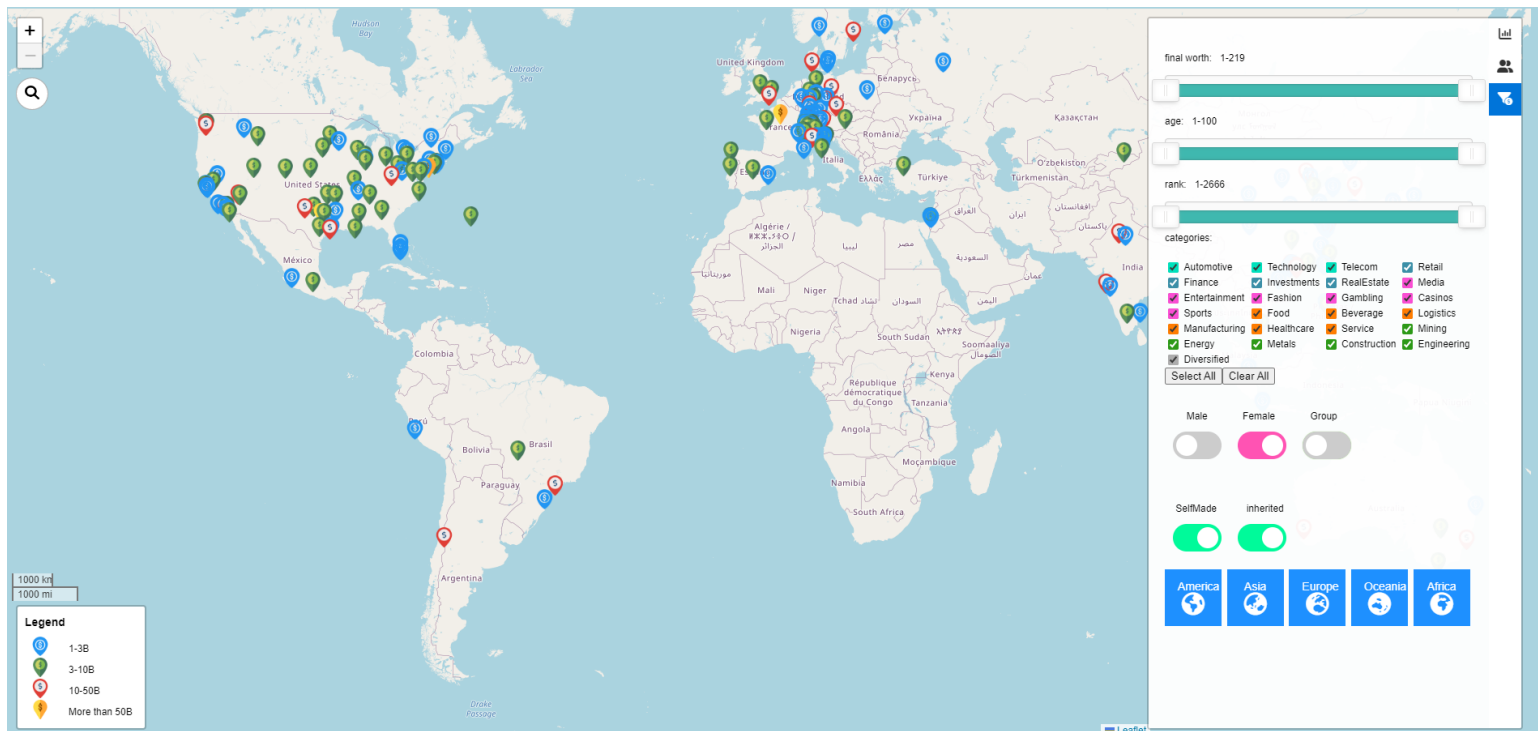 +
−
Hudson
Bay
Labrador
Sea
United Kingdom
Беларусь
France
Україна
Қазақстан
România
Italia
O'zbekiston
Türkiye
Türkmenistan
Ελλάς
United States
México
Algérie /
الجزائر
ليبيا
مصر
العراق
ایران
افغانستان
پاکستان
السعودية
عمان
India
موريتانيا
Mali
Niger
Tchad تشاد
السودان
اليمن
Nigeria
South Sudan
Soomaaliya
الصومال
Colombia
République
démocratique
du Congo
Kenya
Tanzania
Perú
Brasil
Bolivia
Angola
Moçambique
Paraguay
Namibia
South Africa
Argentina
Drake
Passage
1000 km
1000 mi
Legend
1-3B
3-10B
10-50B
More than 50B
Leaflet
final worth: 1-219
age: 1-100
rank: 1-2666
categories:
Automotive Technology Telecom Retail
Finance Investments RealEstate Media
Entertainment Fashion Gambling Casinos
Sports Food Beverage Logistics
Manufacturing Healthcare Service Mining
Energy Metals Construction Engineering
Diversified
Select All Clear All
Male Female Group
SelfMade inherited
America Asia Europe Oceania Africa